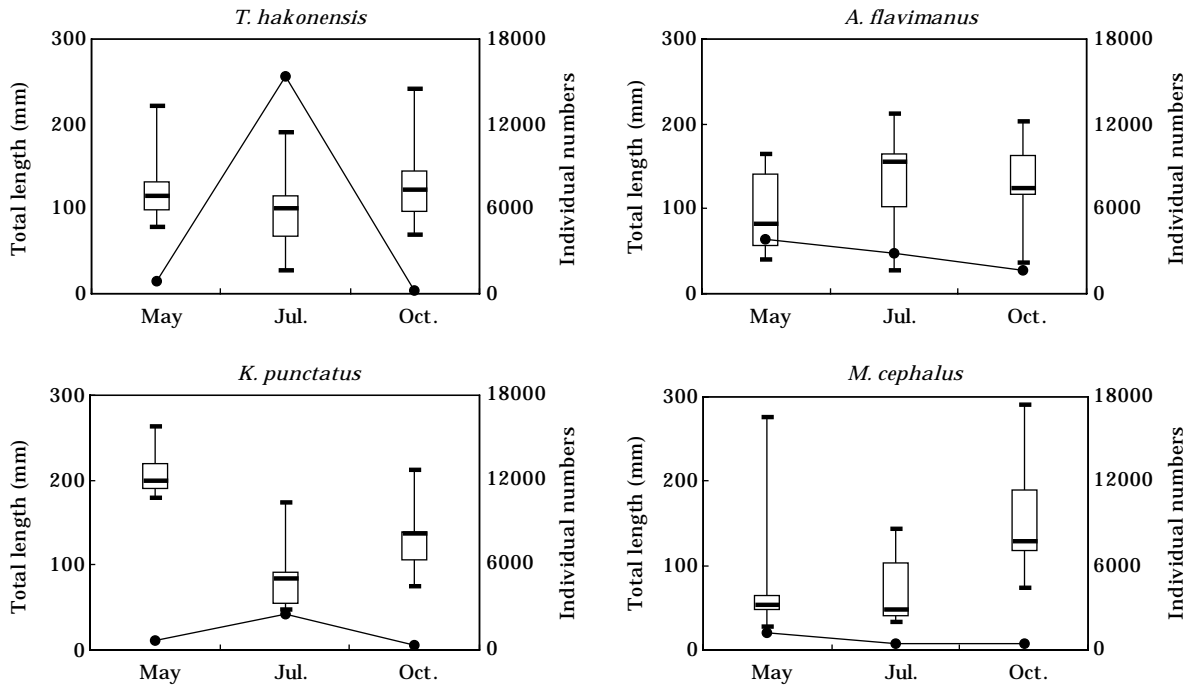 T. hakonensis
300
200
100
0
Total length (mm)
18000
12000
6000
0
Individual numbers
May Jul. Oct.
A. flavimanus
300
200
100
0
Total length (mm)
18000
12000
6000
0
Individual numbers
May Jul. Oct.
K. punctatus
300
200
100
0
Total length (mm)
18000
12000
6000
0
Individual numbers
May Jul. Oct.
M. cephalus
300
200
100
0
Total length (mm)
18000
12000
6000
0
Individual numbers
May Jul. Oct.